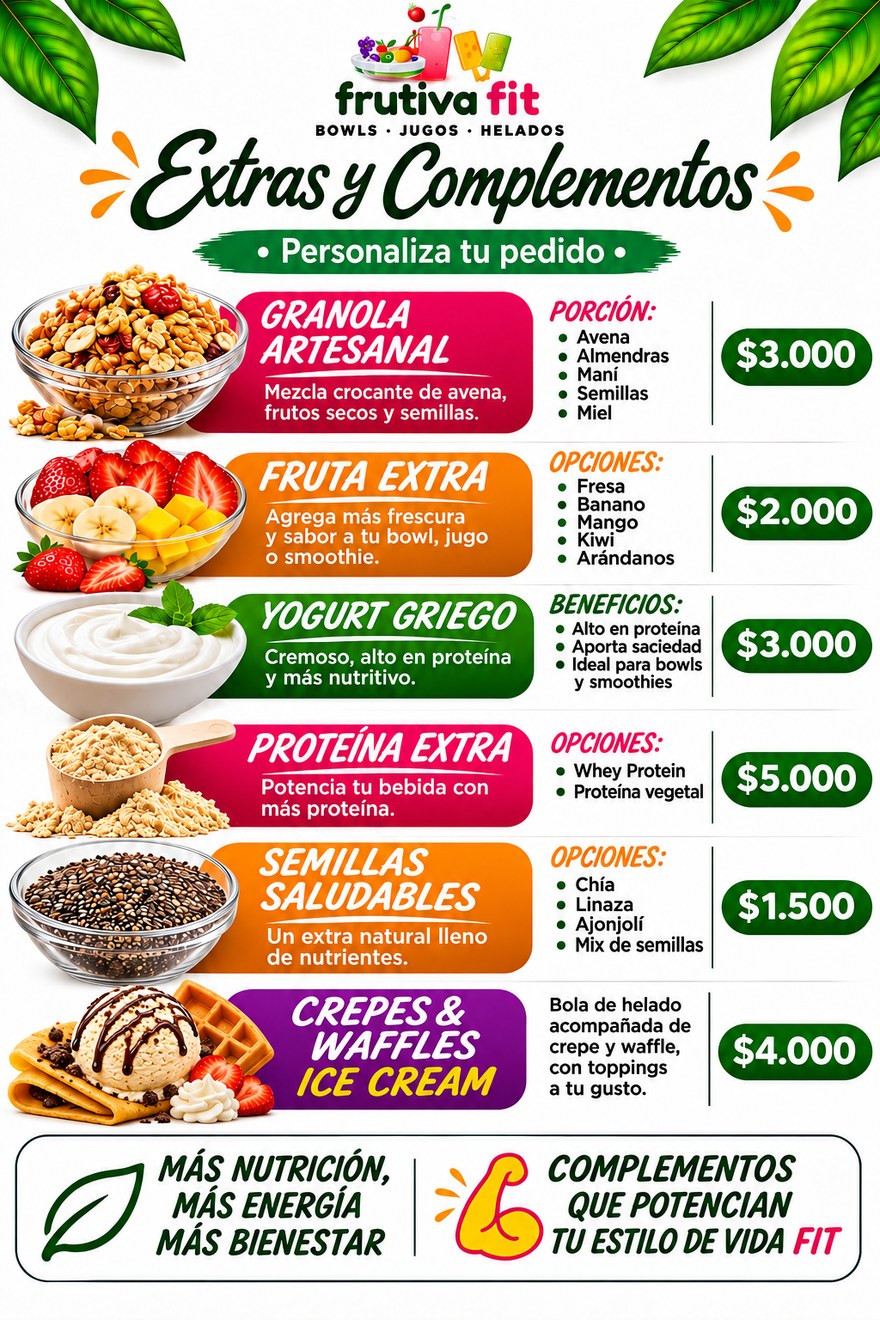 frutiva fit
BOWLS · JUGOS · HELADOS
Extras y Complementos
• Personaliza tu pedido •
GRANOLA
ARTESANAL
Mezcla crocante de avena,
frutos secos y semillas.
PORCIÓN:
• Avena
• Almendras
• Maní
• Semillas
• Miel
$3.000
FRUTA EXTRA
Agrega más frescura
y sabor a tu bowl, jugo
o smoothie.
OPCIONES:
• Fresa
• Banano
• Mango
• Kiwi
• Arándanos
$2.000
YOGURT GRIEGO
Cremoso, alto en proteína
y más nutritivo.
BENEFICIOS:
• Alto en proteína
• Aporta saciedad
• Ideal para bowls
y smoothies
$3.000
PROTEÍNA EXTRA
Potencia tu bebida con
más proteína.
OPCIONES:
• Whey Protein
• Proteína vegetal
$5.000
SEMILLAS
SALUDABLES
Un extra natural lleno
de nutrientes.
OPCIONES:
• Chía
• Linaza
• Ajonjolí
• Mix de semillas
$1.500
CREPES &
WAFFLES
ICE CREAM
Bola de helado
acompañada de
crepe y waffle,
con toppings
a tu gusto.
$4.000
MÁS NUTRICIÓN,
MÁS ENERGÍA
MÁS BIENESTAR
COMPLEMENTOS
QUE POTENCIAN
TU ESTILO DE VIDA FIT